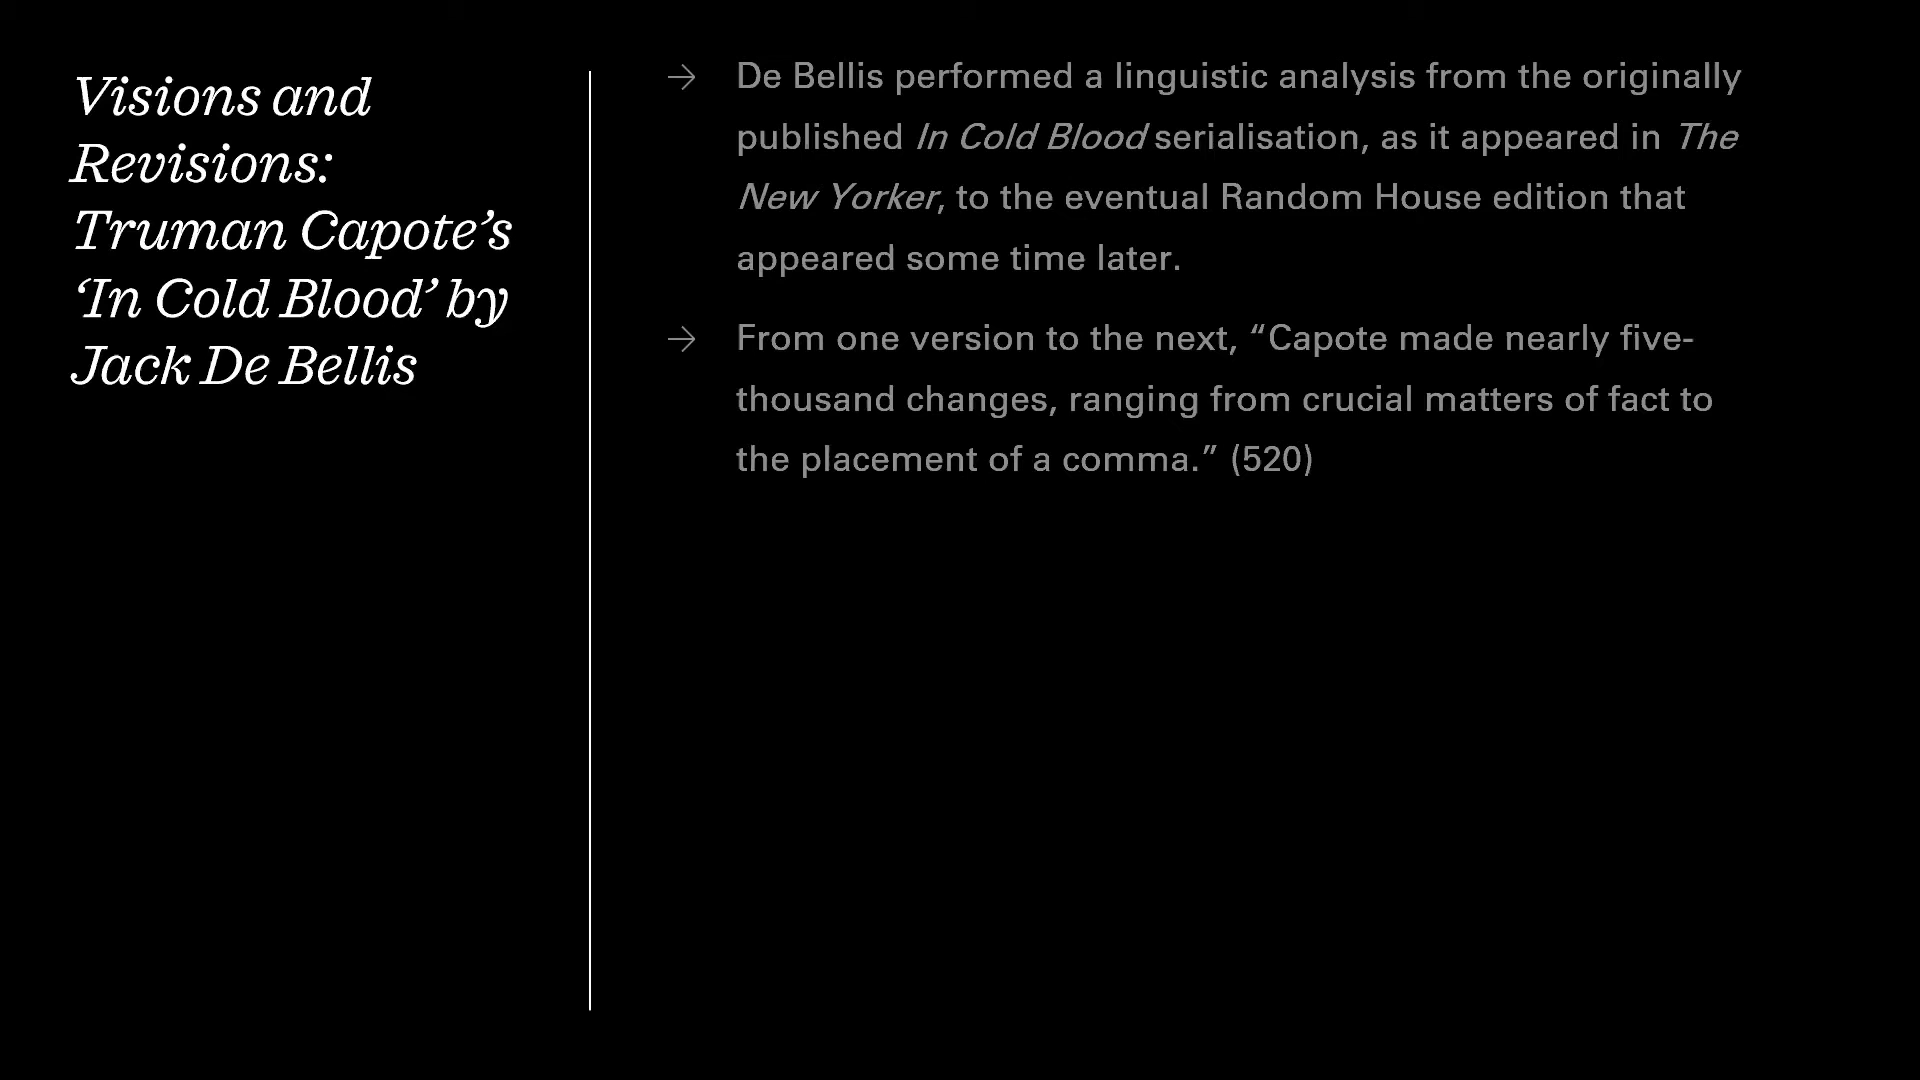 Visions and
Revisions:
Truman Capote’s
‘In Cold Blood’ by
Jack De Bellis
→ De Bellis performed a linguistic analysis from the originally
published In Cold Blood serialisation, as it appeared in The
New Yorker, to the eventual Random House edition that
appeared some time later.
→ From one version to the next, “Capote made nearly five-
thousand changes, ranging from crucial matters of fact to
the placement of a comma.” (520)